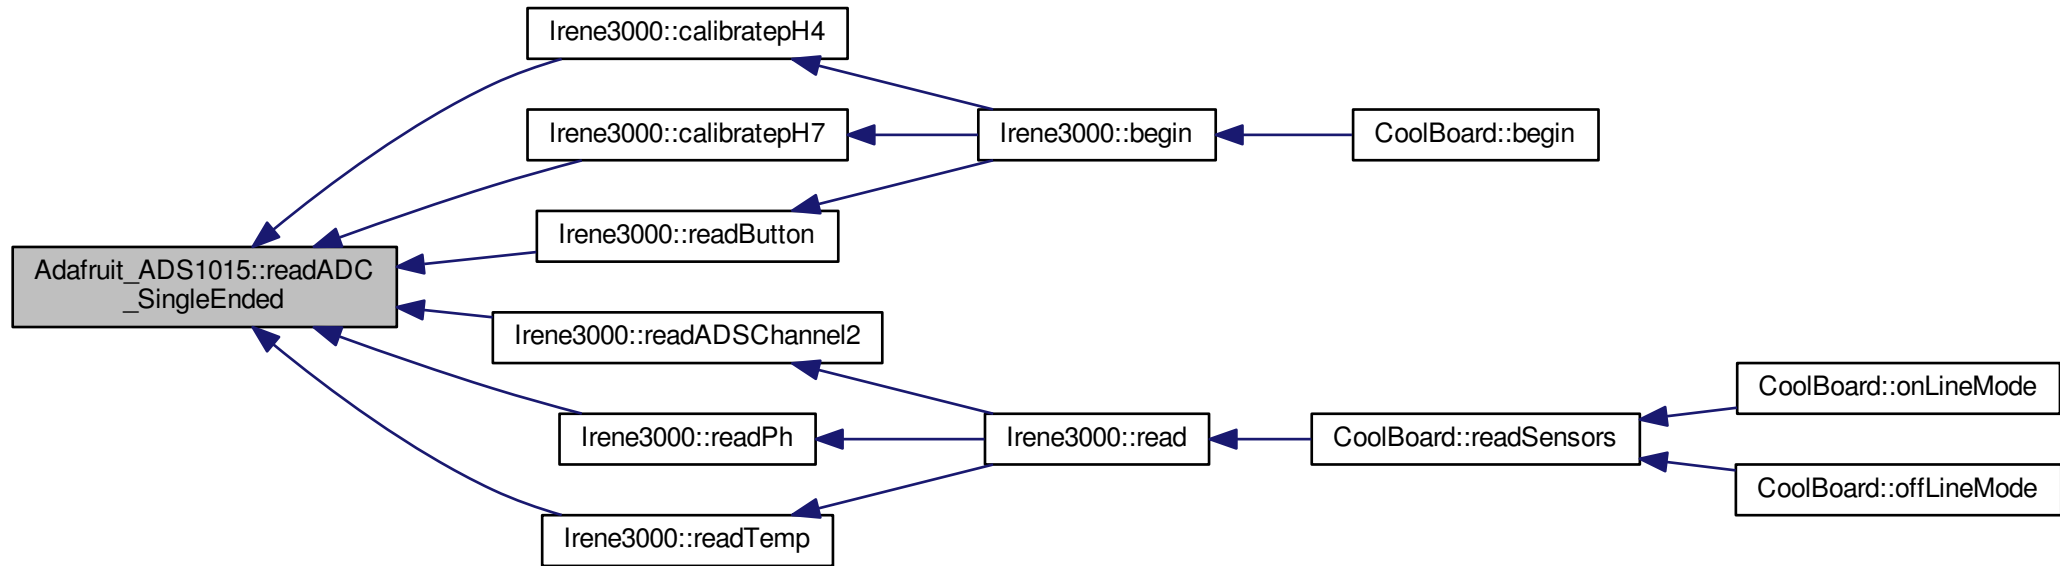 Irene3000::calibratepH4
Irene3000::calibratepH7
Irene3000::begin
CoolBoard::begin
Irene3000::readButton
Adafruit_ADS1015::readADC
_SingleEnded
Irene3000::readADSChannel2
Irene3000::readPh
Irene3000::read
CoolBoard::readSensors
CoolBoard::onLineMode
CoolBoard::offLineMode
Irene3000::readTemp